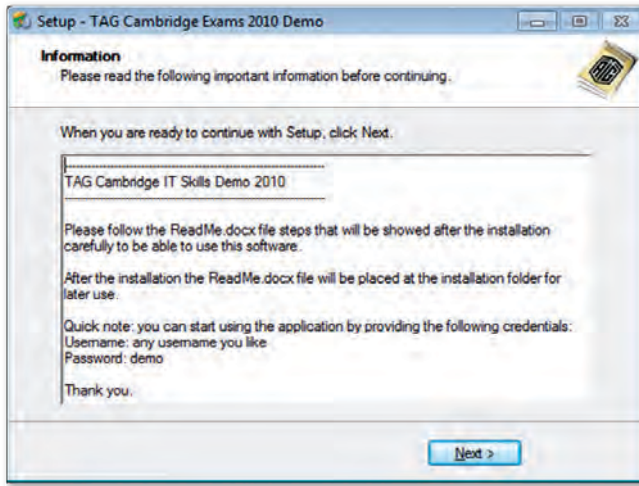 Setup - TAG Cambridge Exams 2010 Demo
Information
Please read the following important information before continuing.
When you are ready to continue with Setup, click Next.
----------------------------------------------------------------
TAG Cambridge IT Skills Demo 2010
----------------------------------------------------------------
Please follow the ReadMe.docx file steps that will be showed after the installation
carefully to be able to use this software.
After the installation the ReadMe.docx file will be placed at the installation folder for
later use.
Quick note: you can start using the application by providing the following credentials:
Username: any username you like
Password: demo
Thank you.
Next >